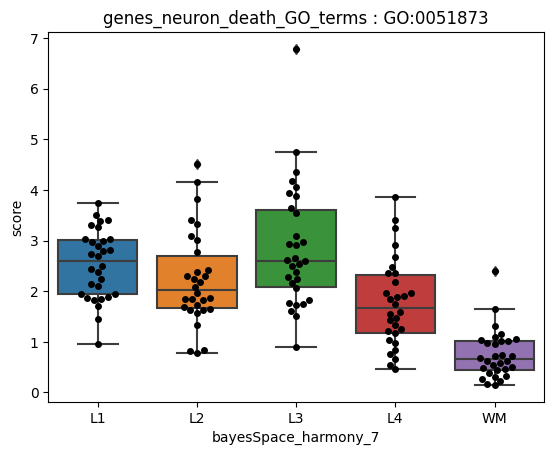 genes_neuron_death_GO_terms : GO:0051873
7
6
5
4
3
2
1
0
score
L1 L2 L3 L4 WM
bayesSpace_harmony_7